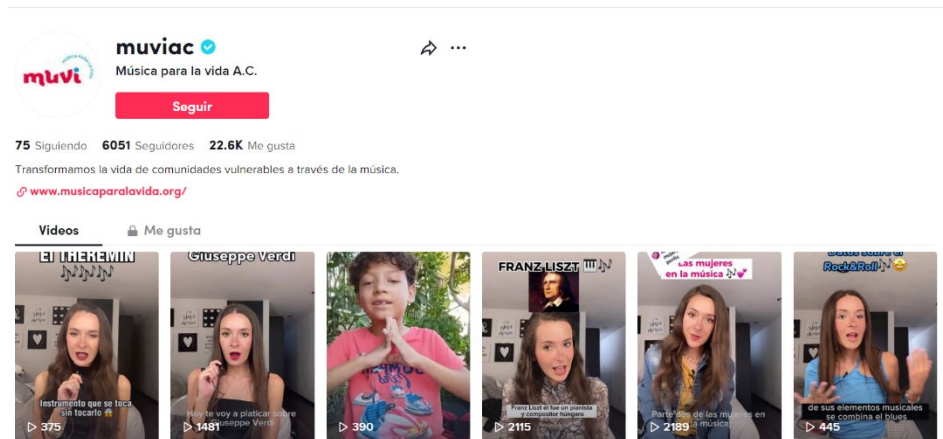 muviac
Música para la vida A.C.
muvi
Seguir
75 Siguiendo 6051 Seguidores 22.6K Me gusta
Transformamos la vida de comunidades vulnerables a través de la música.
www.musicaparalavida.org/
Videos
Me gusta
El THEREMIN
Instrumento que se toca
sin tocarlo
375
Giuseppe Verdi
Hoy te voy a platicar sobre
Giuseppe Verdi
1481
390
FRANZ LISZT
Franz Liszt el fue un pianista
y compositor húngaro
2115
Las mujeres
en la música
Parte dos de las mujeres en
la música
2189
Datos sobre el
Rock&Roll
de sus elementos musicales
se combina el blues
445